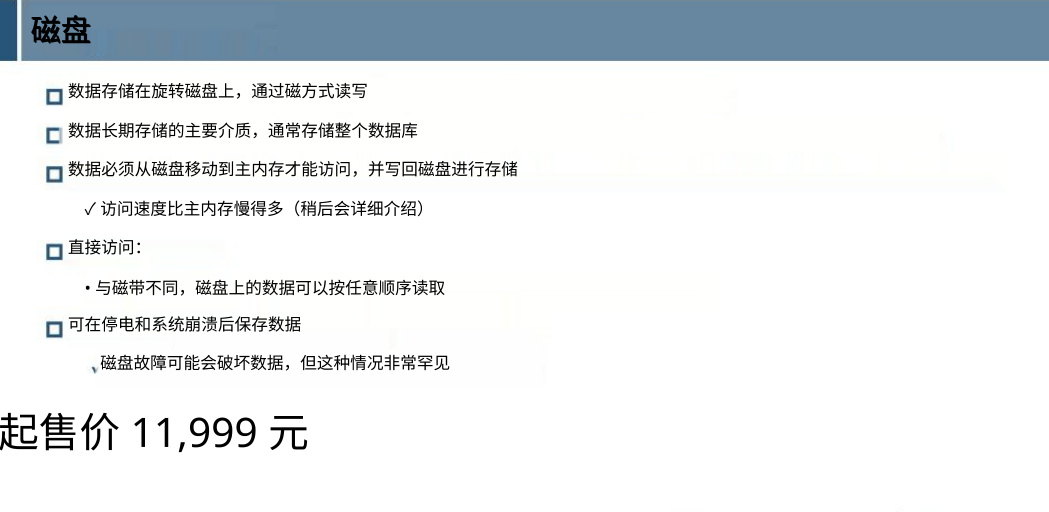 磁盘
数据存储在旋转磁盘上，通过磁方式读写
数据长期存储的主要介质，通常存储整个数据库
数据必须从磁盘移动到主内存才能访问，并写回磁盘进行存储
✓ 访问速度比主内存慢得多（稍后会详细介绍）
直接访问：
• 与磁带不同，磁盘上的数据可以按任意顺序读取
可在停电和系统崩溃后保存数据
磁盘故障可能会破坏数据，但这种情况非常罕见
起售价 11,999 元